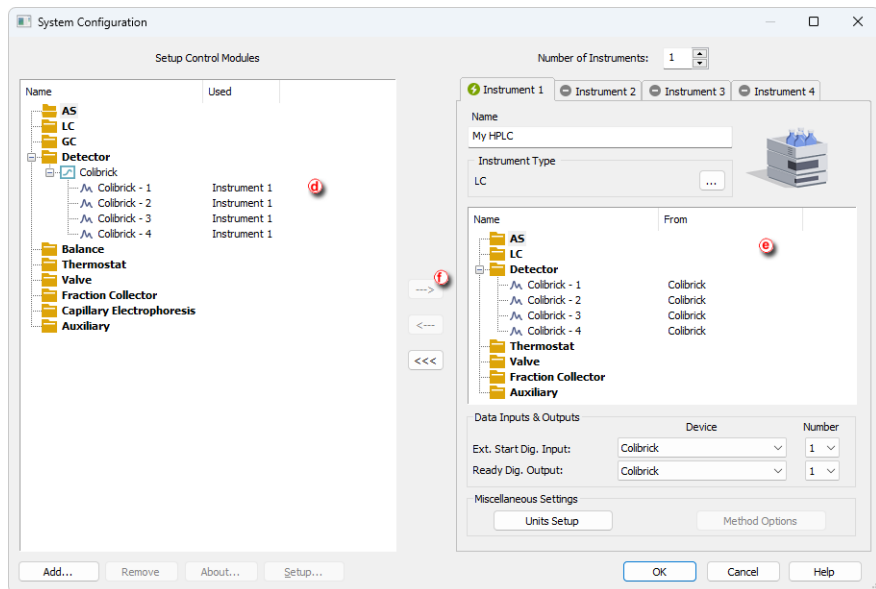 System Configuration
Setup Control Modules
Number of Instruments: 1
Name Used
AS
LC
GC
Detector
Colibrick
Colibrick - 1 Instrument 1
d
Colibrick - 2 Instrument 1
Colibrick - 3 Instrument 1
Colibrick - 4 Instrument 1
Balance
Thermostat
Valve
Fraction Collector
Capillary Electrophoresis
Auxiliary
f
--->
<---
<<<
Instrument 1 Instrument 2 Instrument 3 Instrument 4
Name
My HPLC
Instrument Type
LC ...
Name From
AS
e
LC
Detector
Colibrick - 1 Colibrick
Colibrick - 2 Colibrick
Colibrick - 3 Colibrick
Colibrick - 4 Colibrick
Thermostat
Valve
Fraction Collector
Auxiliary
Data Inputs & Outputs
Device Number
Ext. Start Dig. Input: Colibrick 1
Ready Dig. Output: Colibrick 1
Miscellaneous Settings
Units Setup Method Options
Add... Remove About... Setup... OK Cancel Help